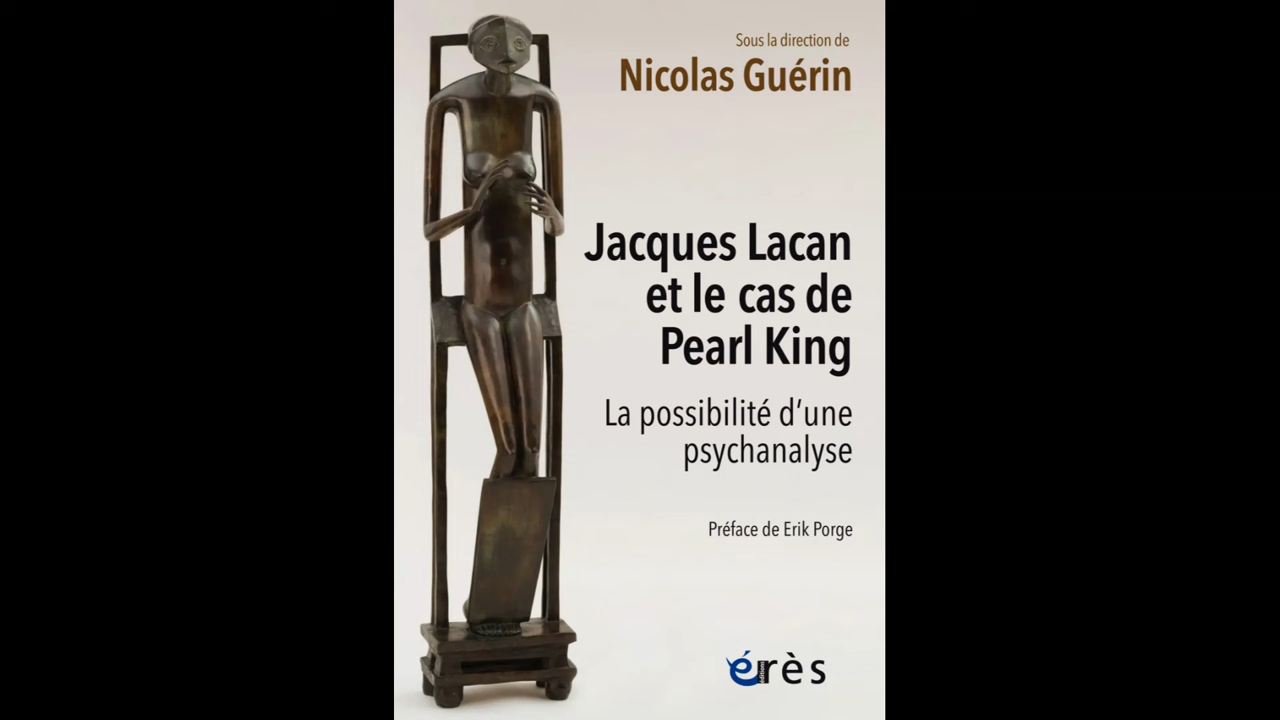 Sous la direction de
Nicolas Guérin
Jacques Lacan
et le cas de
Pearl King
La possibilité d'une
psychanalyse
Préface de Erik Porge
érès
édition